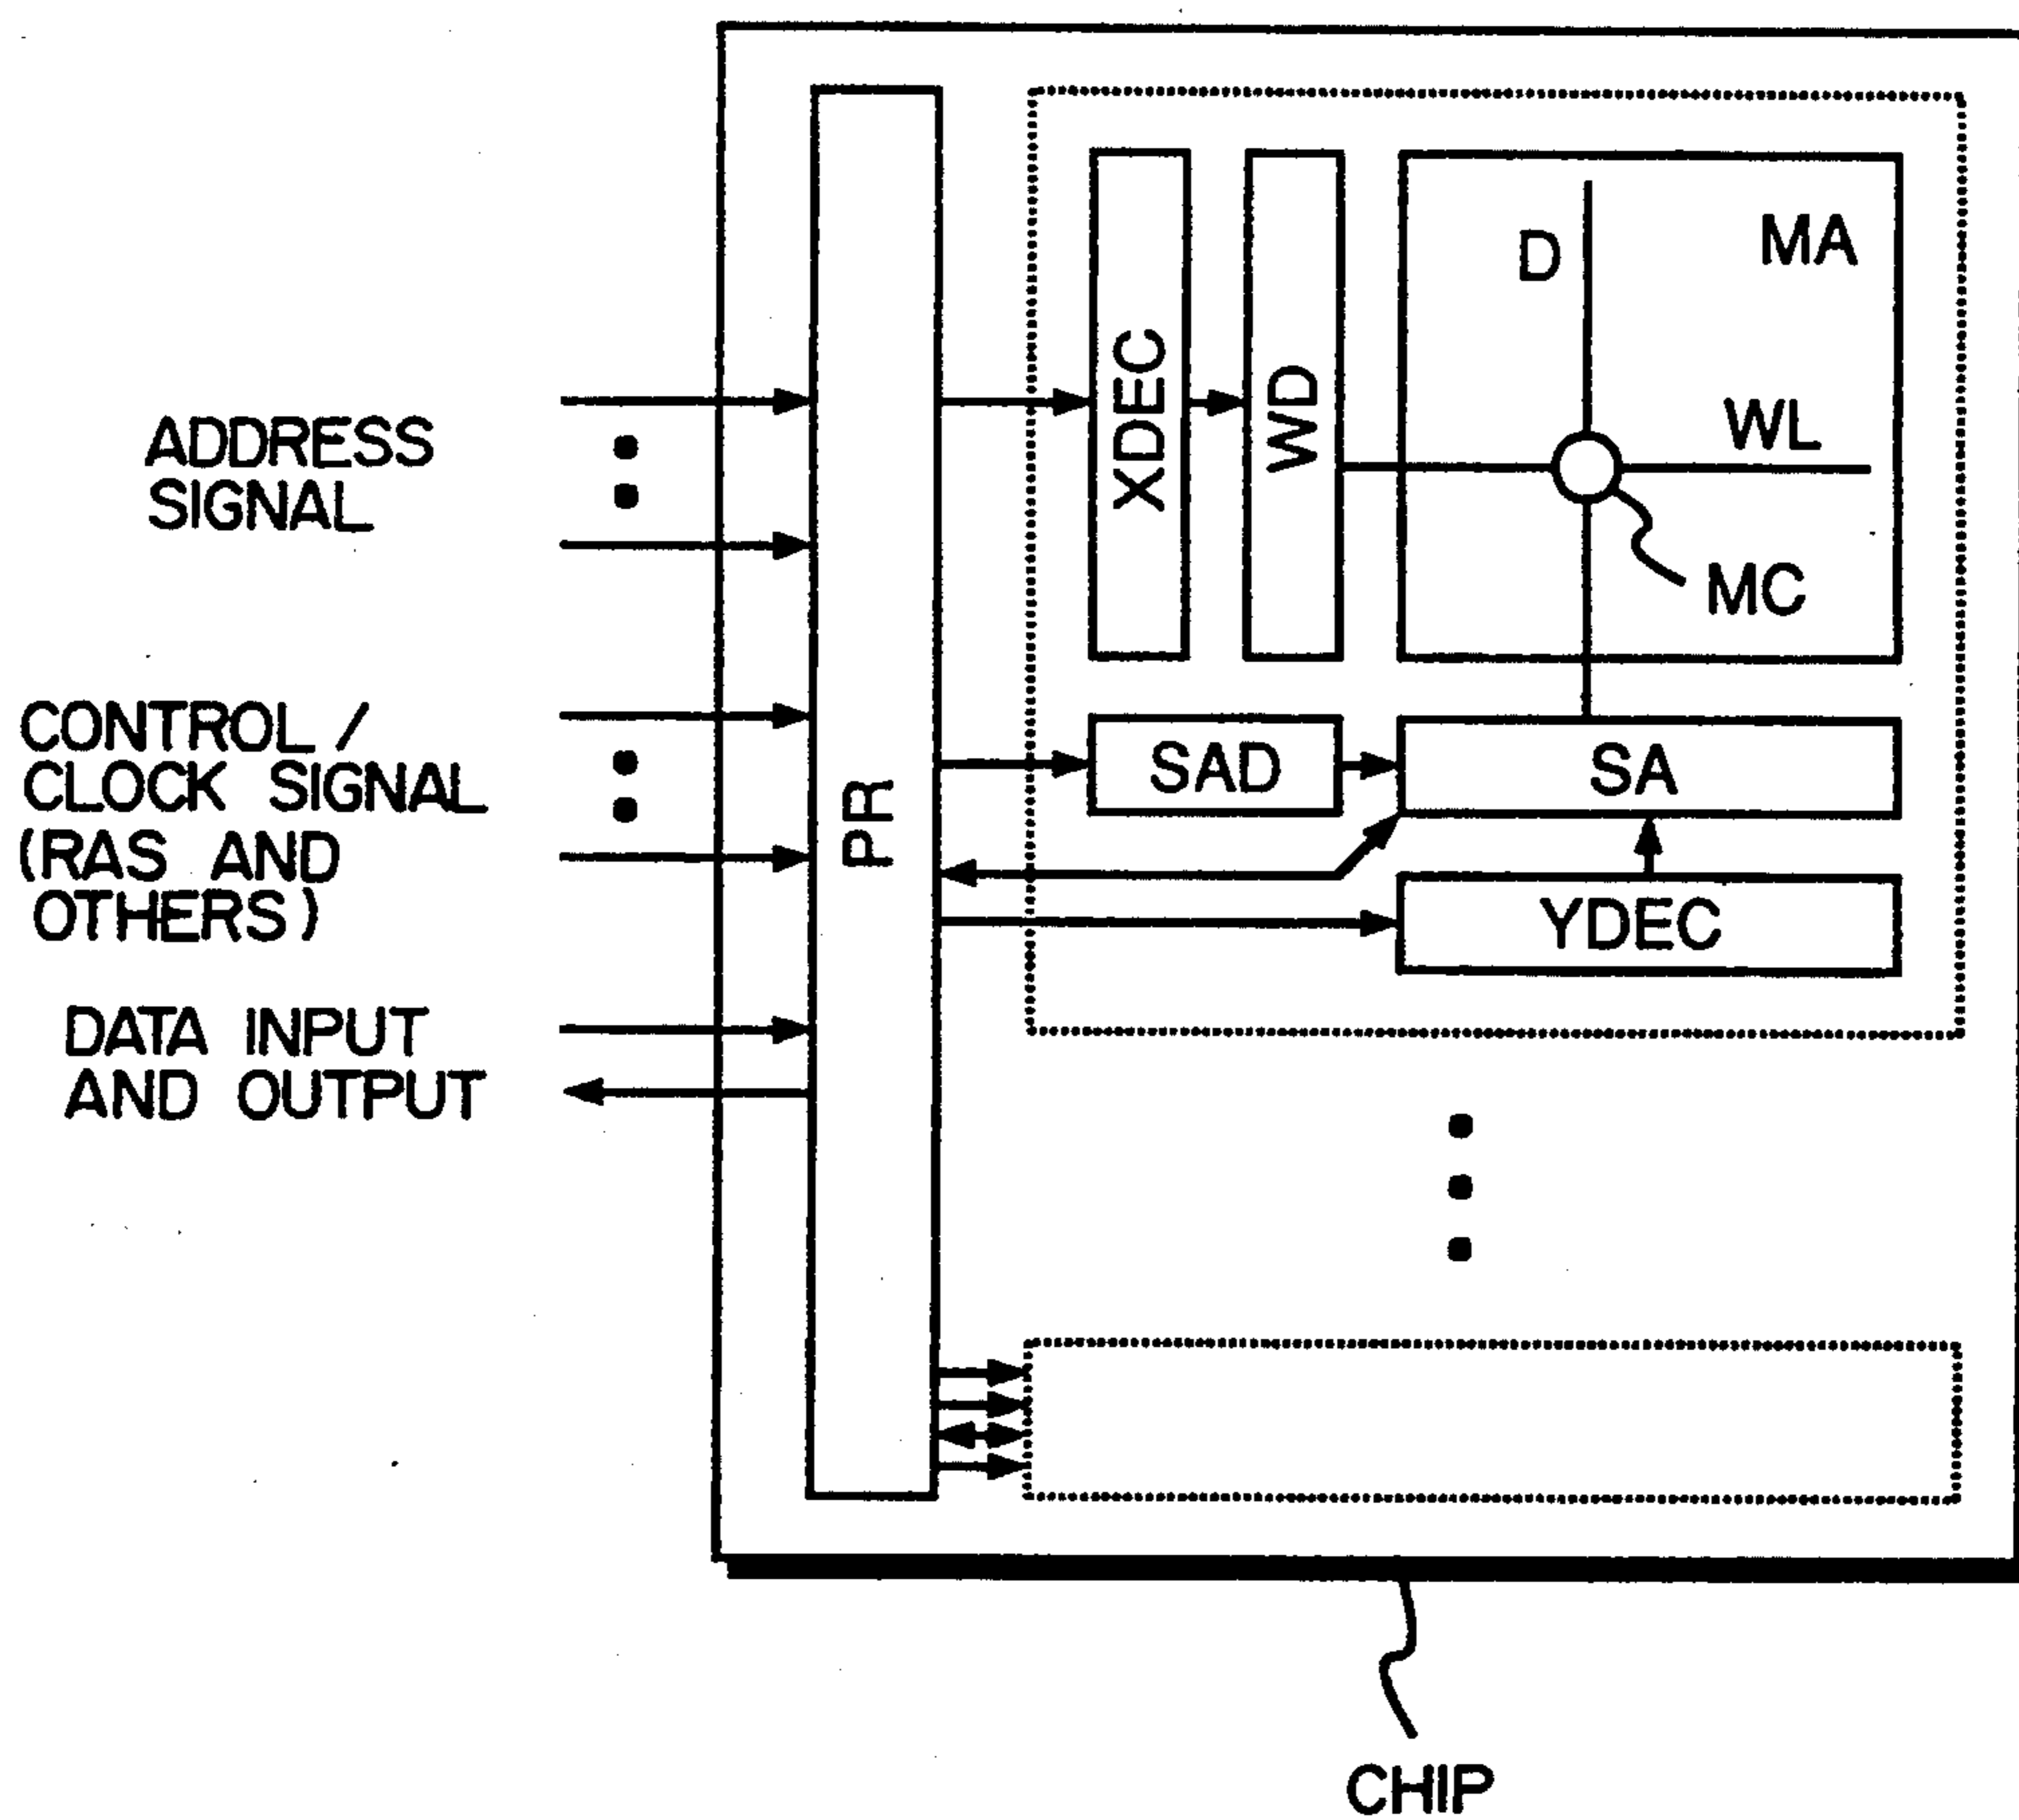 ADDRESS
SIGNAL
CONTROL /
CLOCK SIGNAL
(RAS AND
OTHERS)
DATA INPUT
AND OUTPUT
PR
XDEC
WD
D
MA
WL
MC
SAD
SA
YDEC
CHIP